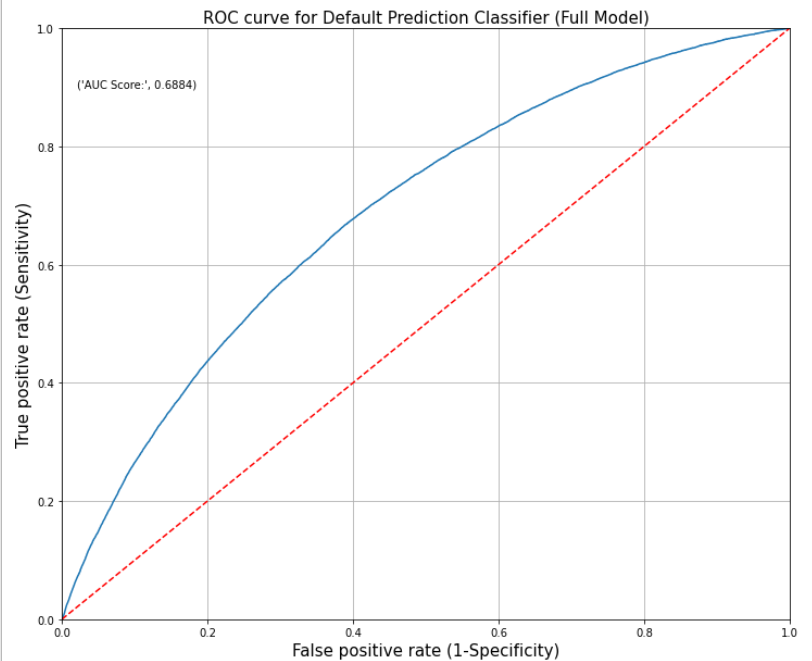 ROC curve for Default Prediction Classifier (Full Model)
('AUC Score:', 0.6884)
True positive rate (Sensitivity)
1.0
0.8
0.6
0.4
0.2
0.0
0.0 0.2 0.4 0.6 0.8 1.0
False positive rate (1-Specificity)